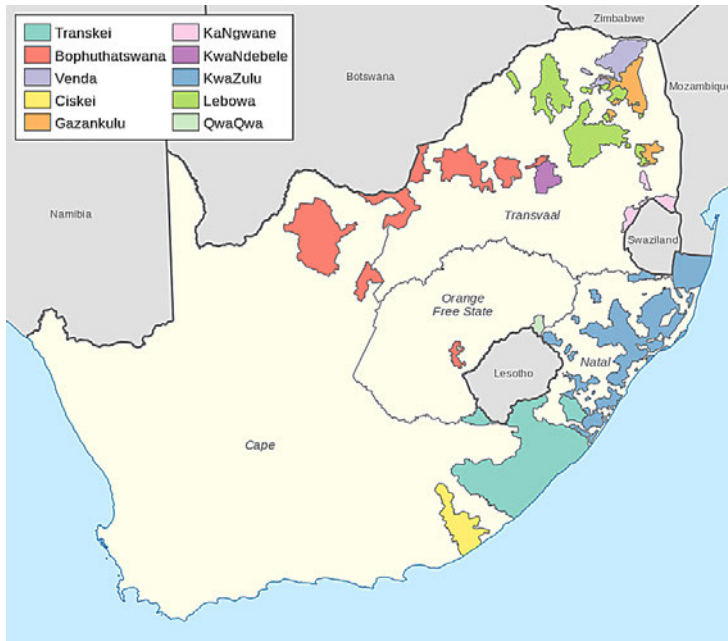 Transkei
Bophuthatswana
Venda
Ciskei
Gazankulu
KaNgwane
KwaNdebele
KwaZulu
Lebowa
QwaQwa
Zimbabwe
Botswana
Mozambique
Namibia
Transvaal
Swaziland
Orange
Free State
Natal
Lesotho
Cape